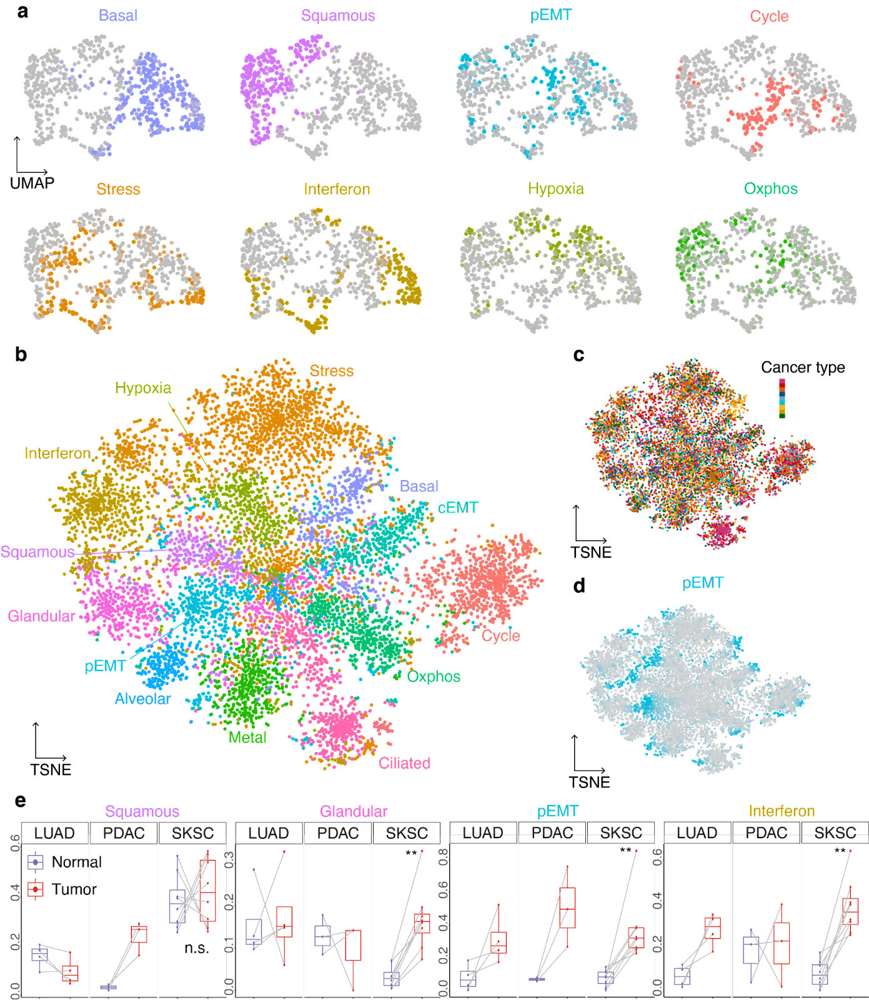 a
Basal
Squamous
pEMT
Cycle
UMAP
Stress
Interferon
Hypoxia
Oxphos
b
Stress
Hypoxia
Interferon
Basal
cEMT
Squamous
Glandular
Cycle
pEMT
Oxphos
Alveolar
Metal
Ciliated
TSNE
c
Cancer type
TSNE
d
pEMT
TSNE
e
Squamous
Glandular
pEMT
Interferon
LUAD PDAC SKSC
LUAD PDAC SKSC
LUAD PDAC SKSC
LUAD PDAC SKSC
Normal
Tumor
n.s.
**
**
**
0.6
0.4
0.2
0.0
0.3
0.2
0.1
0.0
0.8
0.6
0.4
0.2
0.0
0.6
0.4
0.2
0.0